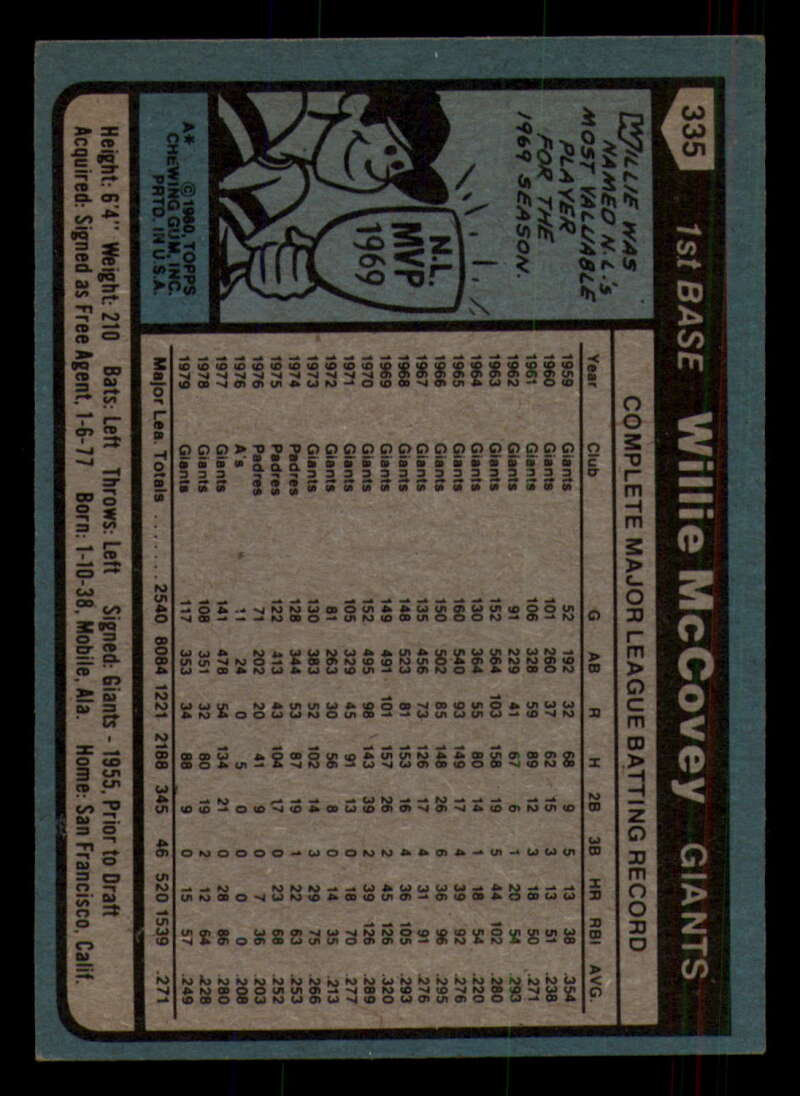 335 1st BASE Willie McCovey GIANTS
WILLIE WAS
NAMED N.L.'s
MOST VALUABLE
PLAYER
FOR THE
1969 SEASON.
N.L.
MVP
1969
A* ©1980, TOPPS
CHEWING GUM, INC.
PRTD. IN U.S.A.
COMPLETE MAJOR LEAGUE BATTING RECORD
Year Club G AB R H 2B 3B HR RBI AVG.
1959 Giants 52 192 32 68 9 5 13 38 .354
1960 Giants 101 260 37 62 15 3 13 51 .238
1961 Giants 106 328 59 89 12 3 18 50 .271
1962 Giants 91 229 41 67 6 1 20 54 .293
1963 Giants 152 564 103 158 19 5 44 102 .280
1964 Giants 130 364 55 80 14 1 18 54 .220
1965 Giants 160 540 93 149 17 4 39 92 .276
1966 Giants 150 502 85 148 26 6 36 96 .295
1967 Giants 135 456 73 126 17 4 31 91 .276
1968 Giants 148 523 81 153 16 4 36 105 .293
1969 Giants 149 491 101 157 26 2 45 126 .320
1970 Giants 152 495 98 143 39 2 39 126 .289
1971 Giants 105 329 45 91 13 0 18 70 .277
1972 Giants 81 263 30 56 8 0 14 35 .213
1973 Giants 130 383 52 102 14 3 29 75 .266
1974 Padres 128 344 53 87 19 1 22 63 .253
1975 Padres 122 413 43 104 17 0 23 68 .252
1976 Padres 71 202 20 41 9 0 7 36 .203
1976 A's 11 24 0 5 0 0 0 0 .208
1977 Giants 141 478 54 134 21 0 28 86 .280
1978 Giants 108 351 32 80 19 2 12 64 .228
1979 Giants 117 353 34 88 9 0 15 57 .249
Major Lea. Totals ....... 2540 8084 1221 2188 345 46 520 1539 .271
Height: 6'4" Weight: 210 Bats: Left Throws: Left Signed: Giants - 1955, Prior to Draft
Acquired: Signed as Free Agent, 1-6-77 Born: 1-10-38, Mobile, Ala. Home: San Francisco, Calif.